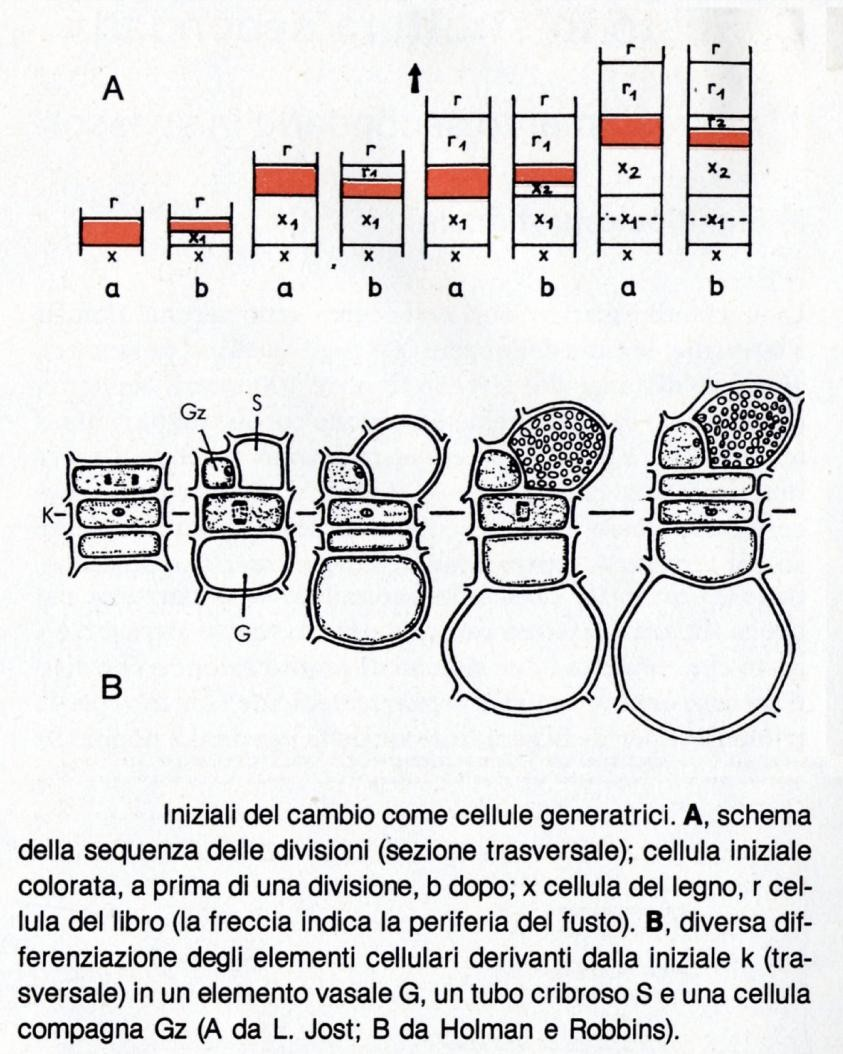 A
r r r r r r r r
r₁ r₁ r₁ r₁ r₁ r₂
x₁ x₁ x₁ x₁ x₂ x₁ x₂ x₁ x₂ x₁
x x x x x x x x
a b a b a b a b
Gz S
K
G
B
Iniziali del cambio come cellule generatrici. A, schema
della sequenza delle divisioni (sezione trasversale); cellula iniziale
colorata, a prima di una divisione, b dopo; x cellula del legno, r cel-
lula del libro (la freccia indica la periferia del fusto). B, diversa dif-
ferenziazione degli elementi cellulari derivanti dalla iniziale k (tra-
sversale) in un elemento vasale G, un tubo cribroso S e una cellula
compagna Gz (A da L. Jost; B da Holman e Robbins).